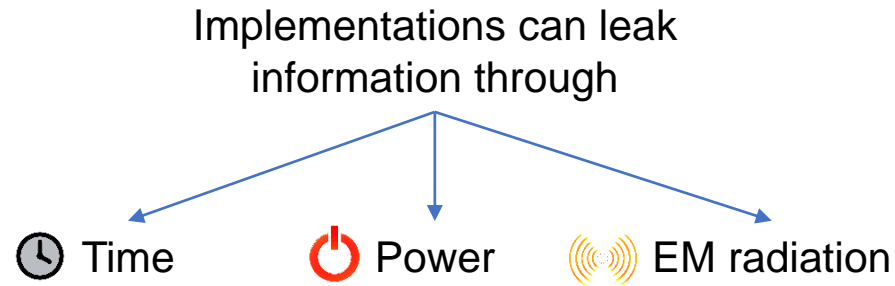 Implementations can leak
information through
Time
Power
EM radiation